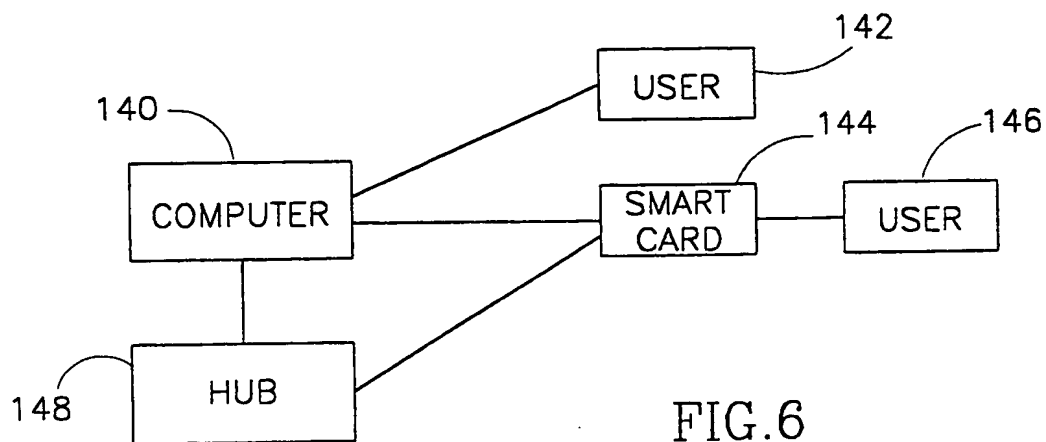 142
USER
140
144
146
COMPUTER
SMART
CARD
USER
148
HUB
FIG.6